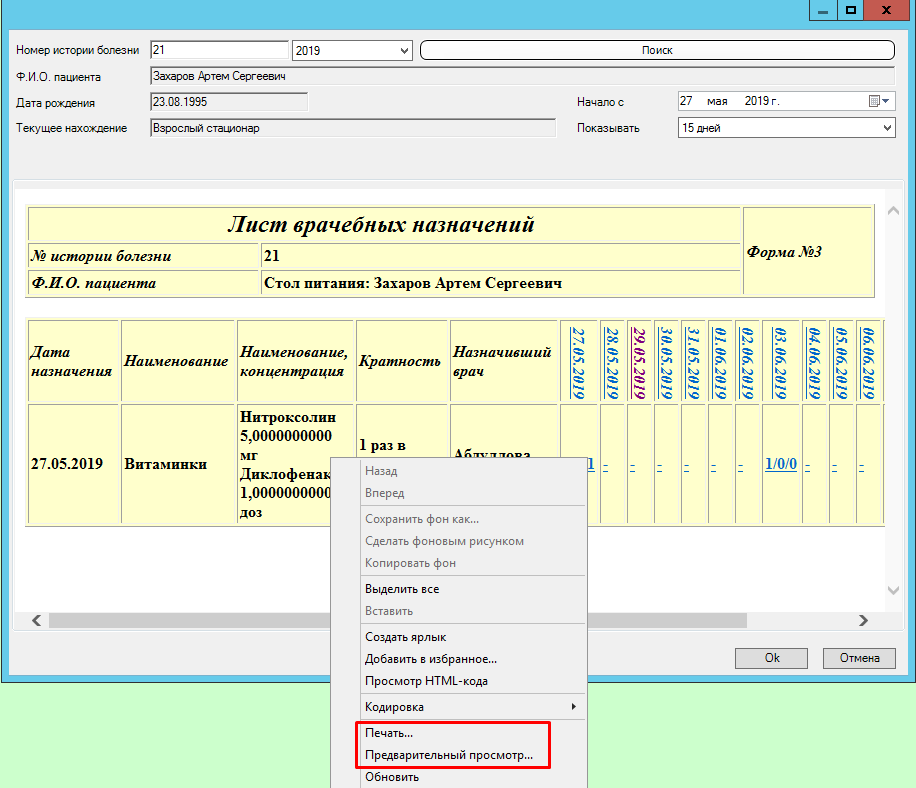 Номер истории болезни 21 2019 Поиск
Ф.И.О. пациента Захаров Артем Сергеевич
Дата рождения 23.08.1995 Начало с 27 мая 2019 г.
Текущее нахождение Взрослый стационар Показывать 15 дней
Лист врачебных назначений
Форма №3
№ истории болезни 21
Ф.И.О. пациента Стол питания: Захаров Артем Сергеевич
Дата назначения
Наименование
Наименование, концентрация
Кратность
Назначивший врач
27.05.2019
28.05.2019
29.05.2019
30.05.2019
31.05.2019
01.06.2019
02.06.2019
03.06.2019
04.06.2019
05.06.2019
06.06.2019
27.05.2019
Витаминки
Нитроксолин
5,0000000000
мг
Диклофенак
1,0000000000
доз
1 раз в
1 - - - - - - 1/0/0 - - -
Назад
Вперед
Сохранить фон как...
Сделать фоновым рисунком
Копировать фон
Выделить все
Вставить
Создать ярлык
Добавить в избранное...
Просмотр HTML-кода
Кодировка
Печать...
Предварительный просмотр...
Обновить
Ok Отмена